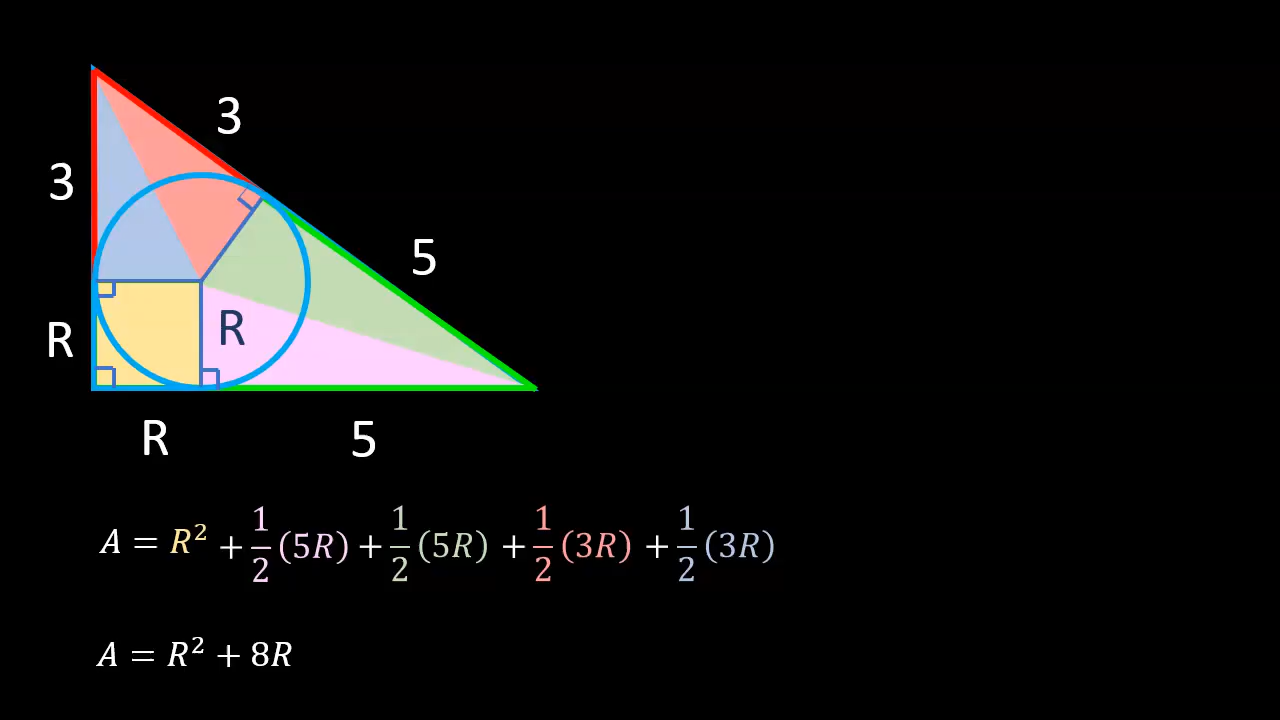 3
3
5
R
R
R
5
A = R² + 1/2 (5R) + 1/2 (5R) + 1/2 (3R) + 1/2 (3R)
A = R² + 8R